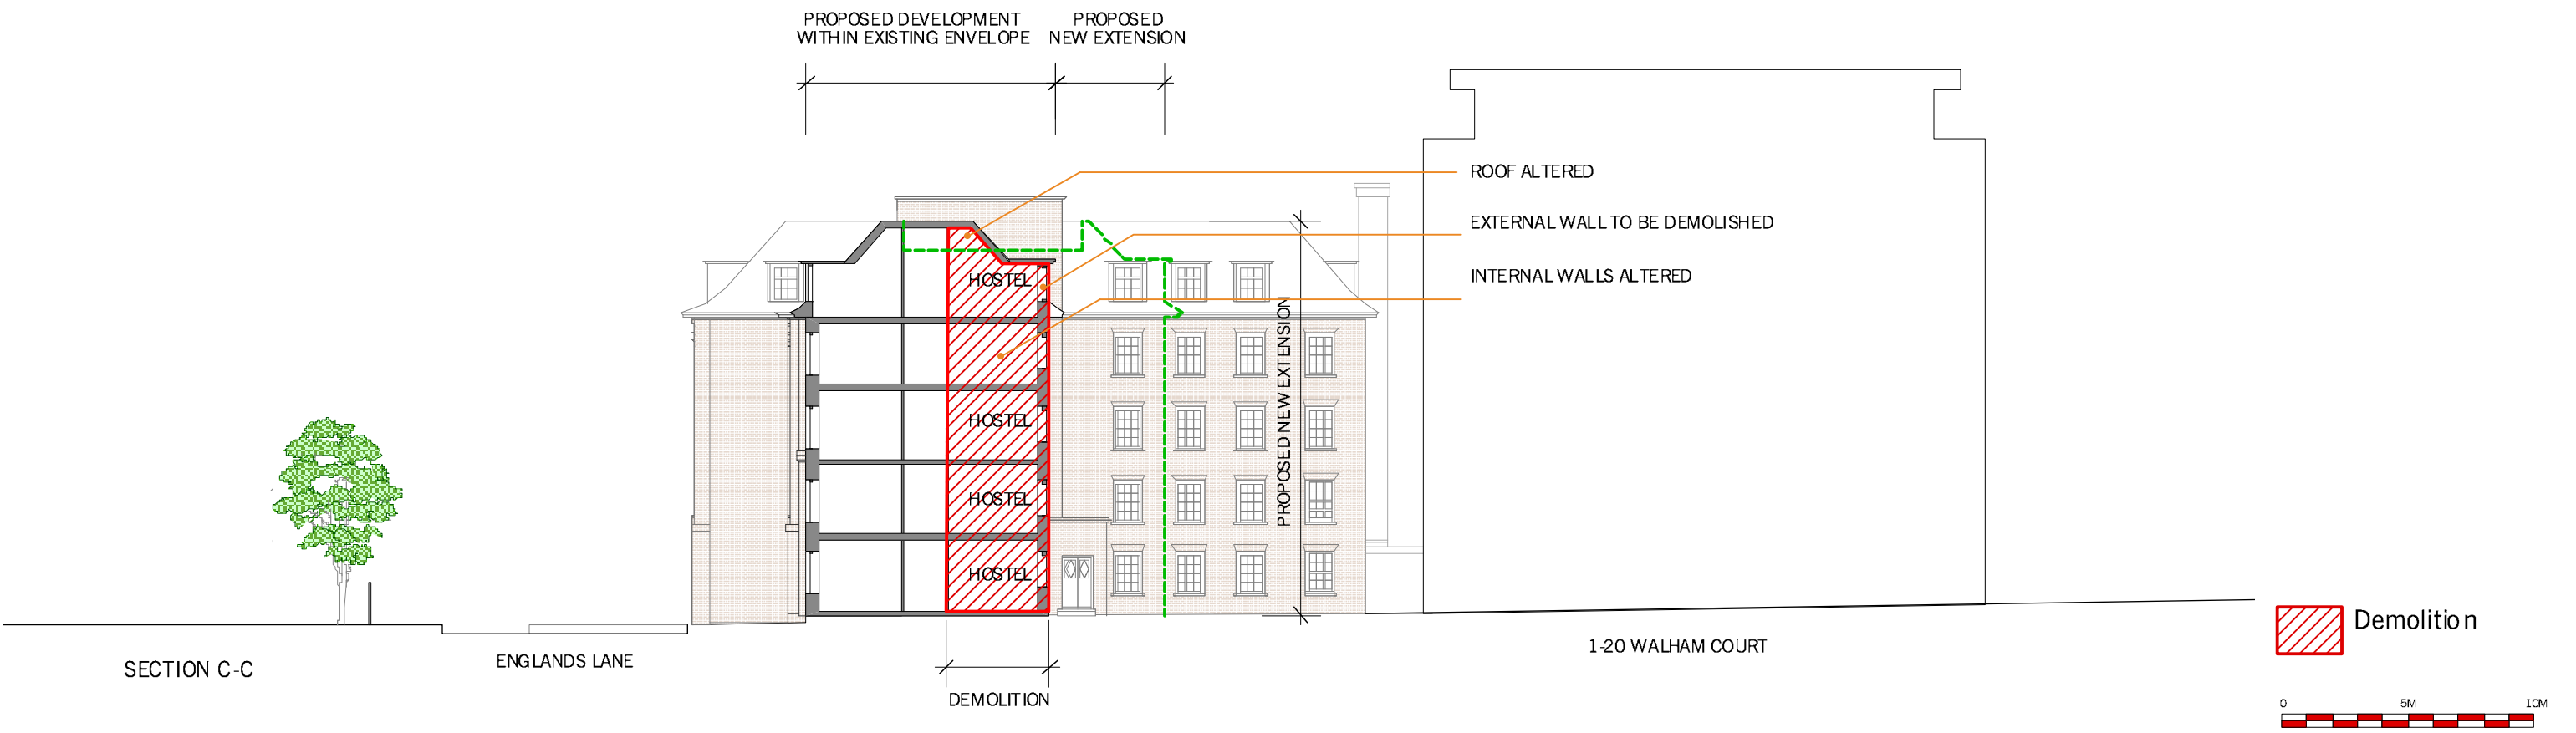 PROPOSED DEVELOPMENT
WITHIN EXISTING ENVELOPE
PROPOSED
NEW EXTENSION
ROOF ALTERED
EXTERNAL WALL TO BE DEMOLISHED
INTERNAL WALLS ALTERED
HOSTEL
HOSTEL
HOSTEL
HOSTEL
PROPOSED NEW EXTENSION
SECTION C-C
ENGLANDS LANE
DEMOLITION
1-20 WALHAM COURT
Demolition
0 5M 10M